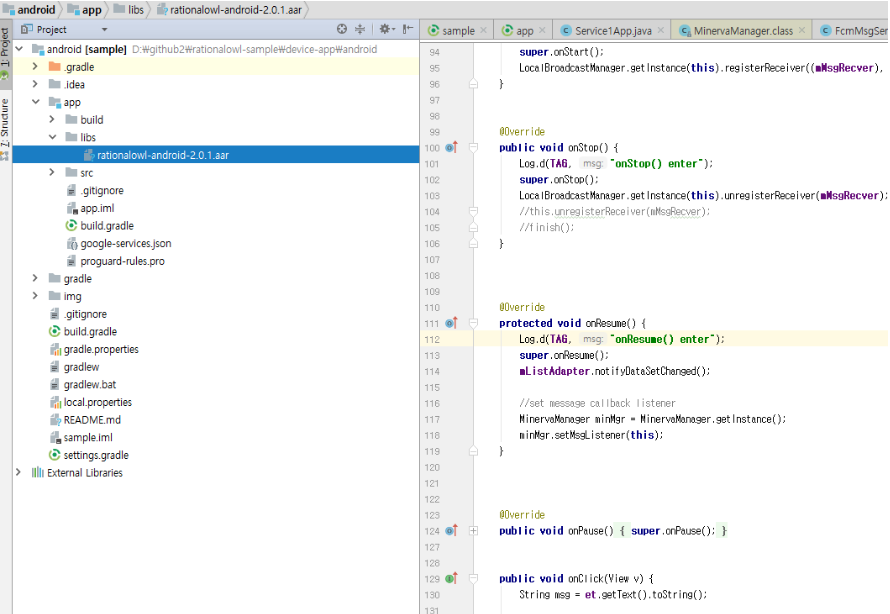 android app libs rationalowl-android-2.0.1.aar
Project
sample app Service1App.java MinervaManager.class FcmMsgSer
1: Project
7: Structure
android [sample] D:₩github2₩rationalowl-sample₩device-app₩android
.gradle
.idea
app
build
libs
rationalowl-android-2.0.1.aar
src
.gitignore
app.iml
build.gradle
google-services.json
proguard-rules.pro
gradle
img
.gitignore
build.gradle
gradle.properties
gradlew
gradlew.bat
local.properties
README.md
sample.iml
settings.gradle
External Libraries
94 super.onStart();
95 LocalBroadcastManager.getInstance(this).registerReceiver((mMsgRecver),
96 }
97
98
99 @Override
100 public void onStop() {
101 Log.d(TAG, msg: "onStop() enter");
102 super.onStop();
103 LocalBroadcastManager.getInstance(this).unregisterReceiver(mMsgRecver);
104 //this.unregisterReceiver(mMsgRecver);
105 //finish();
106 }
107
108
109
110 @Override
111 protected void onResume() {
112 Log.d(TAG, msg: "onResume() enter");
113 super.onResume();
114 mListAdapter.notifyDataSetChanged();
115
116 //set message callback listener
117 MinervaManager minMgr = MinervaManager.getInstance();
118 minMgr.setMsgListener(this);
119 }
120
121
122
123 @Override
124 public void onPause() { super.onPause(); }
127
128
129 public void onClick(View v) {
130 String msg = et.getText().toString();
131